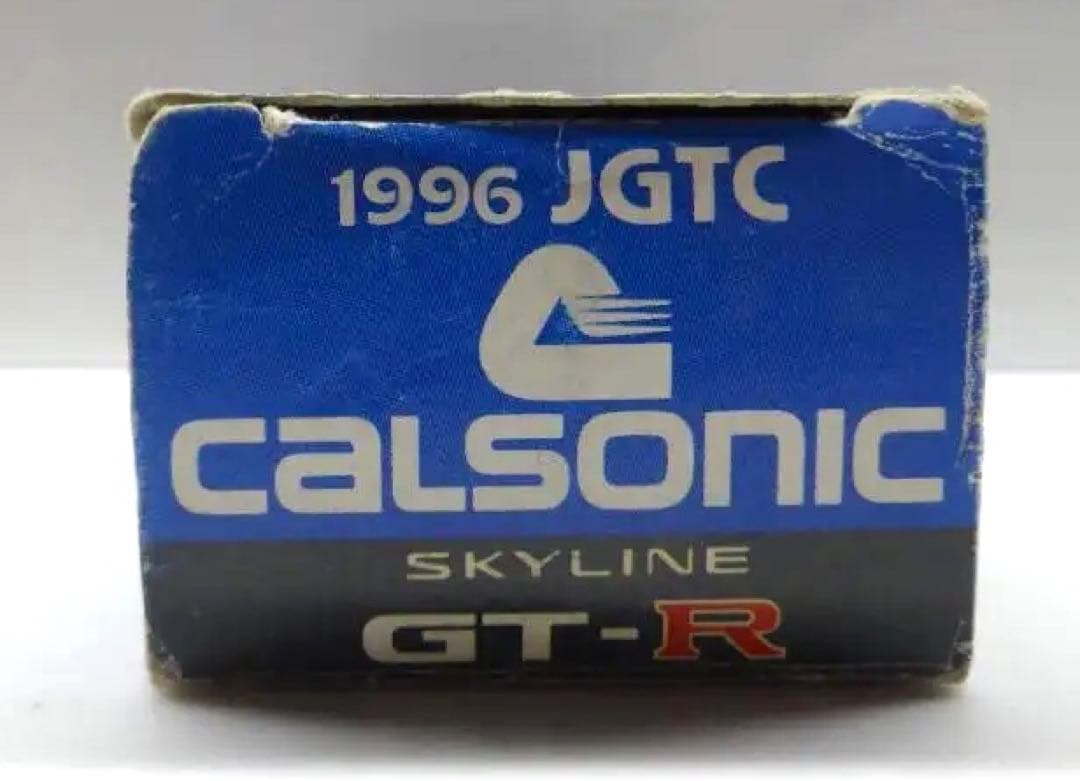 1996 JGTC
CALSONIC
SKYLINE
GT-R